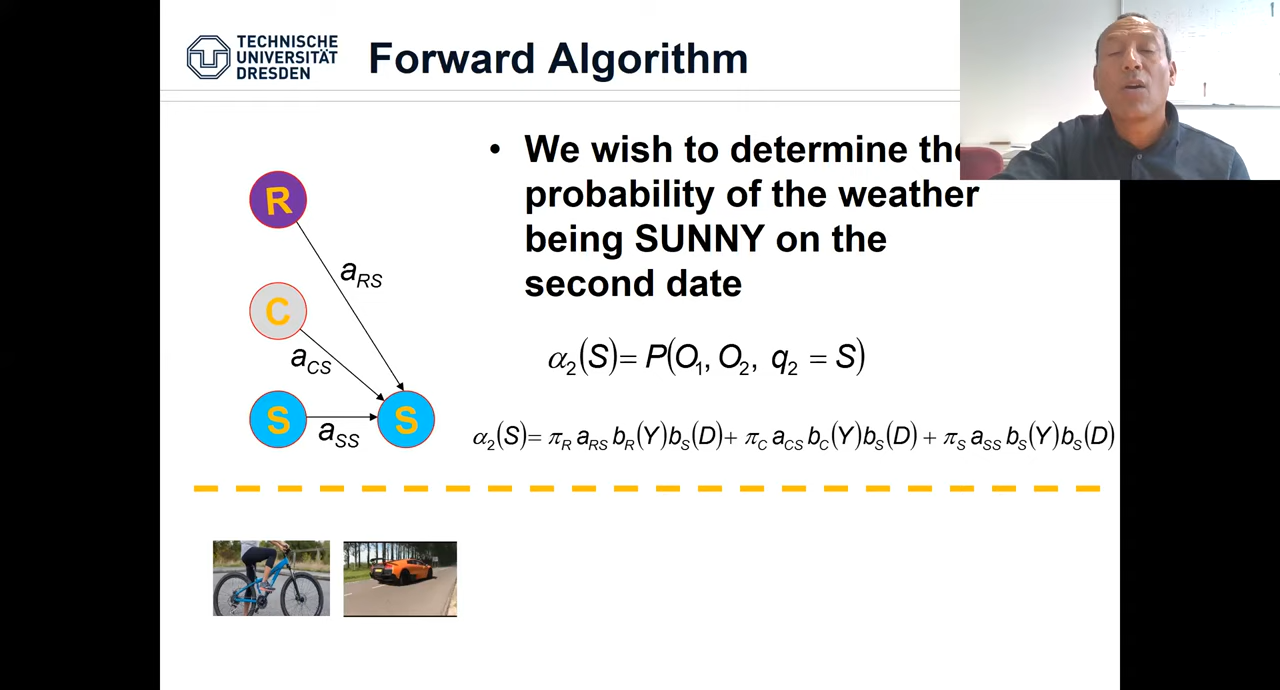 TECHNISCHE
UNIVERSITÄT
DRESDEN
Forward Algorithm
• We wish to determine the
probability of the weather
being SUNNY on the
second date
R
a_RS
C
a_CS
S
a_SS
S
α₂(S)= P(O₁, O₂, q₂ = S)
α₂(S)= π_R a_RS b_R(Y)b_S(D)+ π_C a_CS b_C(Y)b_S(D) + π_S a_SS b_S(Y)b_S(D)